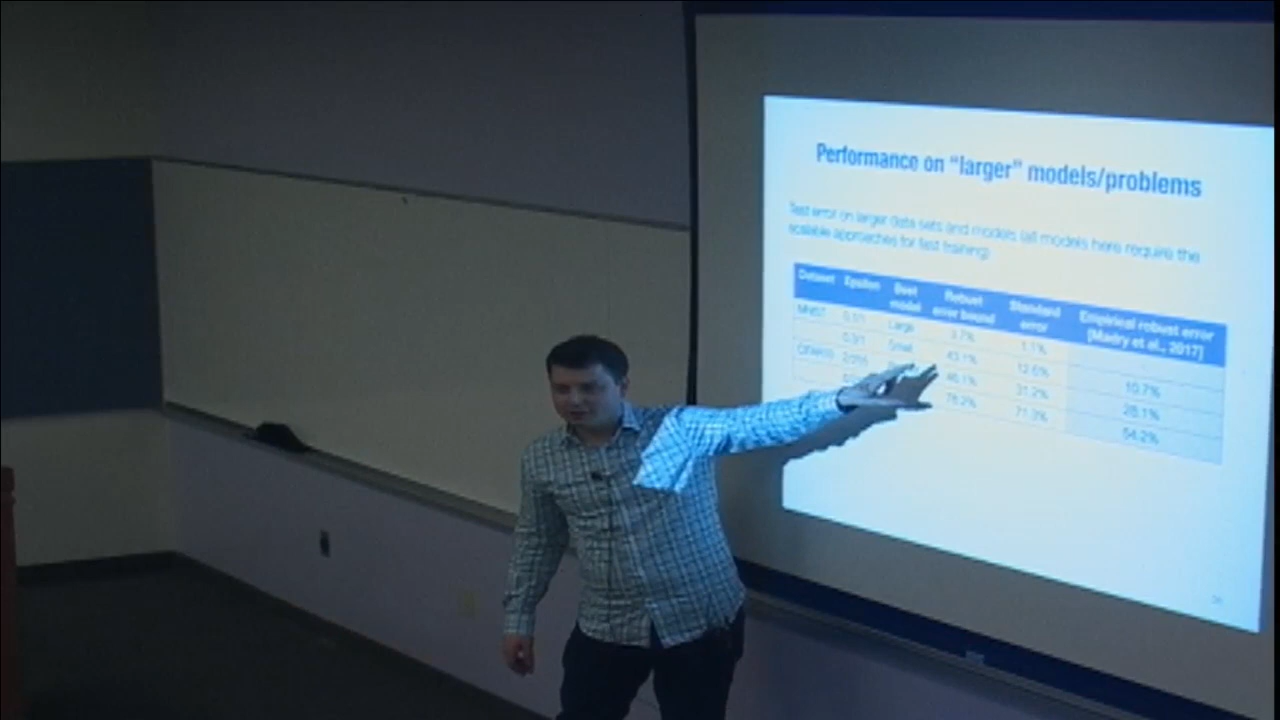 Performance on “larger” models/problems
Test error on larger data sets and models (all models here require the
scalable approaches for fast training)
Dataset Epsilon Best model Robust error bound Standard error Empirical robust error [Madry et al., 2017]
MNIST 0.1 Large 3.7% 1.1%
0.3 Small 43.1% 12.6% 10.7%
CIFAR10 2/255 46.1% 31.2% 28.1%
78.2% 71.3% 54.2%